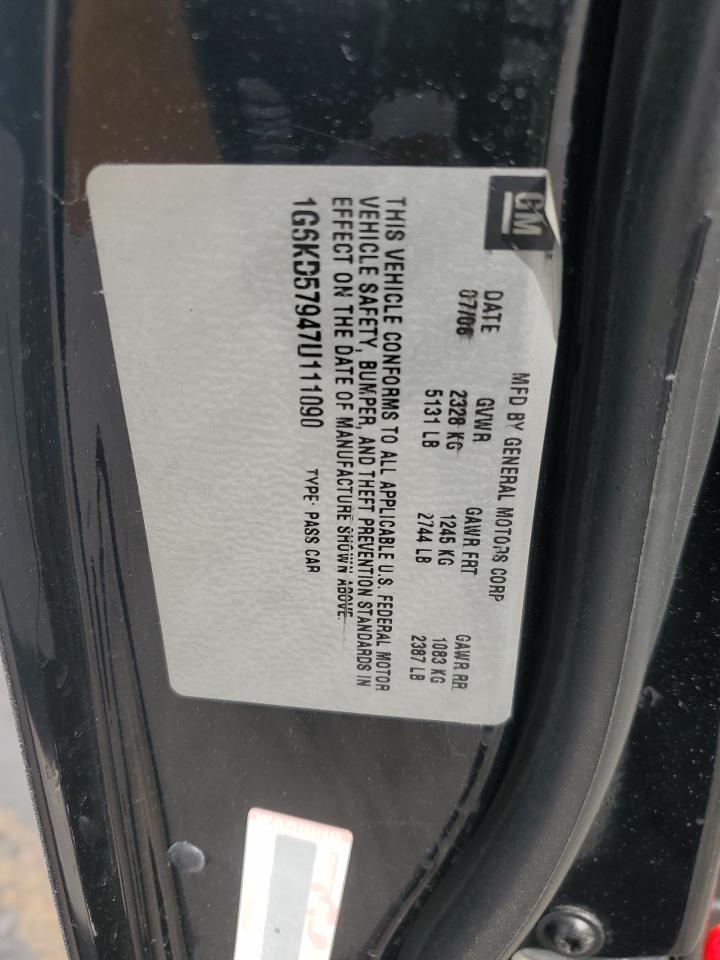 GM
MFD BY GENERAL MOTORS CORP
DATE GVWR GAWR FRT GAWR RR
07/06 2328 KG 1245 KG 1083 KG
5131 LB 2744 LB 2387 LB
THIS VEHICLE CONFORMS TO ALL APPLICABLE U.S. FEDERAL MOTOR
VEHICLE SAFETY, BUMPER, AND THEFT PREVENTION STANDARDS IN
EFFECT ON THE DATE OF MANUFACTURE SHOWN ABOVE.
1G6KD57947U111090 TYPE: PASS CAR